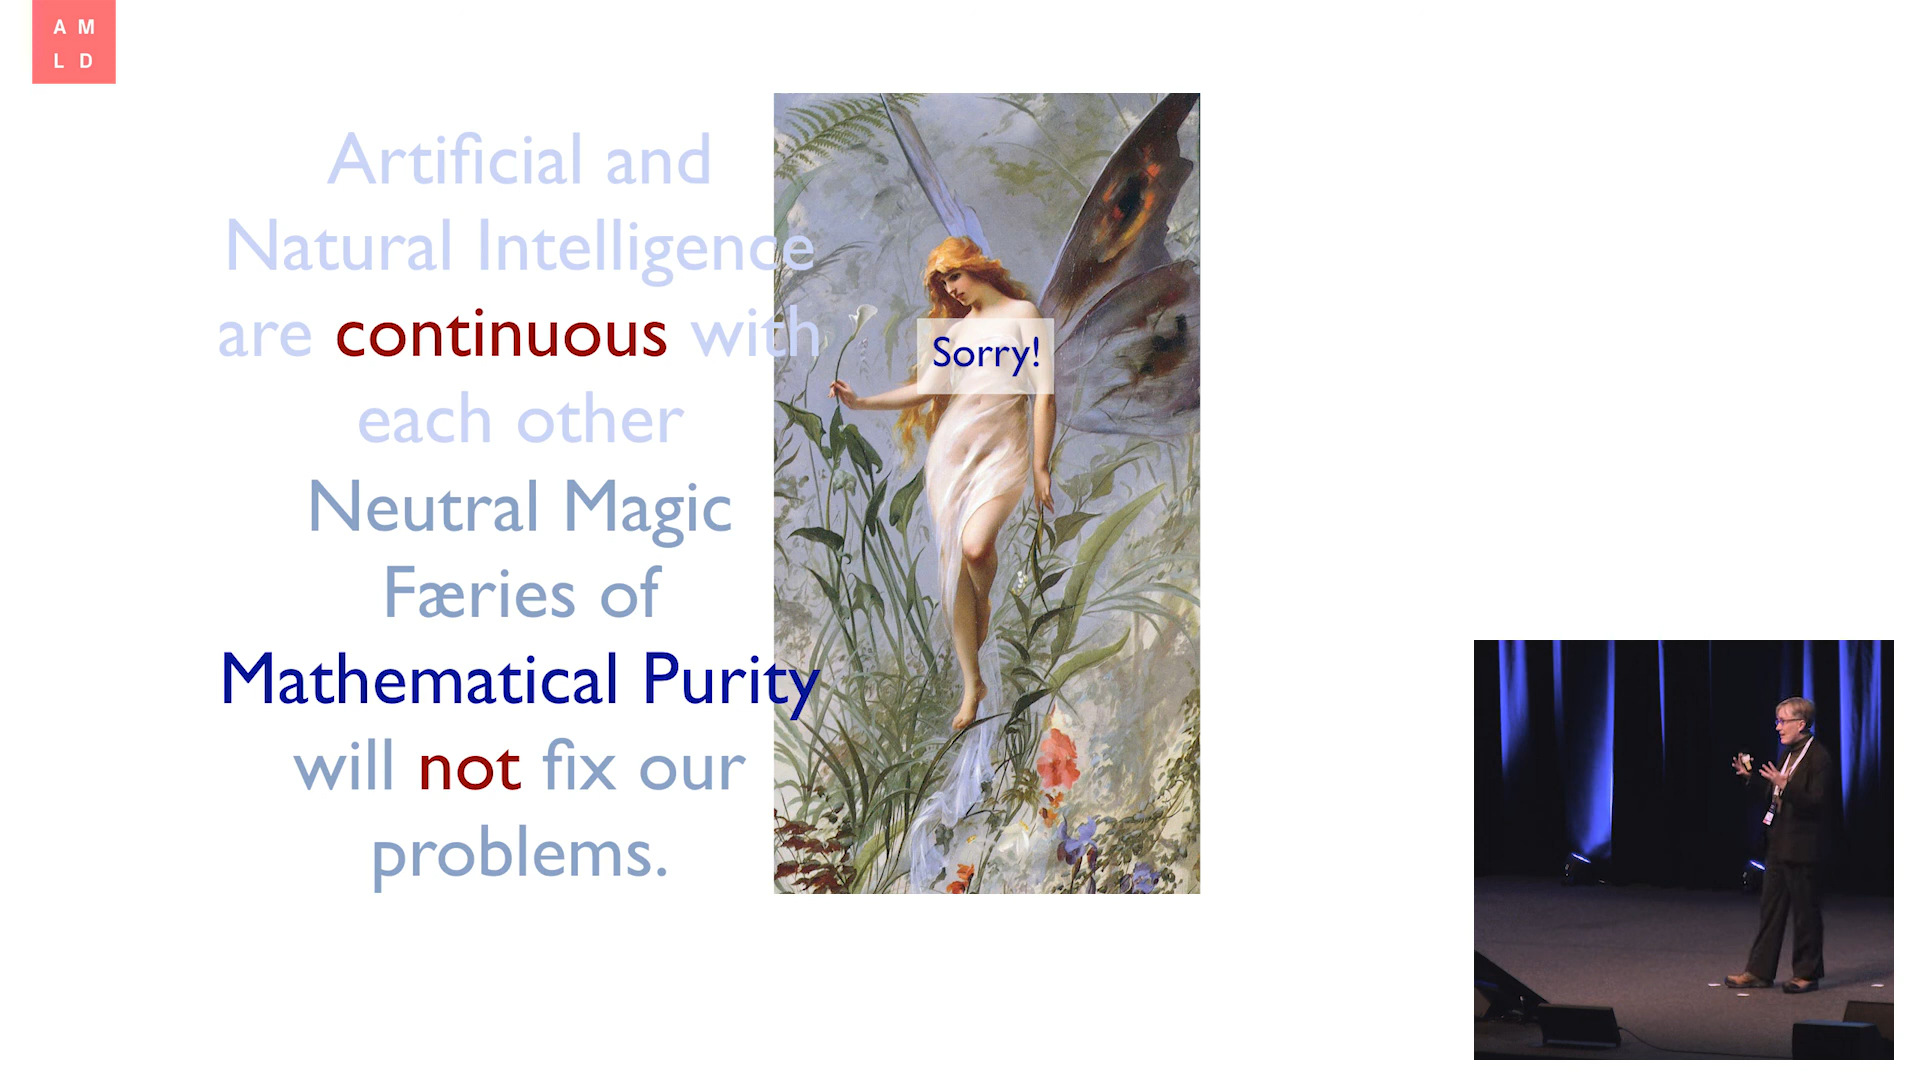 A M
L D
Artificial and
Natural Intelligence
are continuous with
each other
Neutral Magic
Færies of
Mathematical Purity
will not fix our
problems.
Sorry!